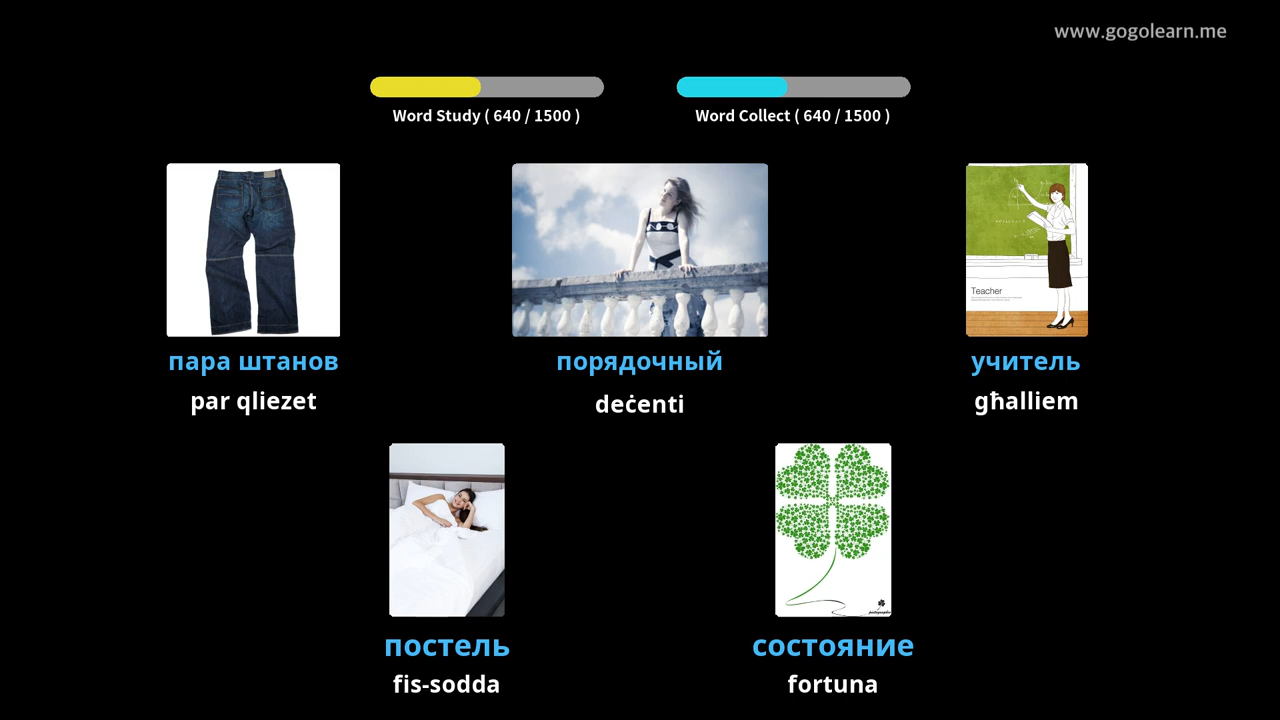 www.gogolearn.me
Word Study ( 640 / 1500 )
Word Collect ( 640 / 1500 )
Teacher
пара штанов
порядочный
учитель
par qliezet
deċenti
għalliem
постель
состояние
fis-sodda
fortuna